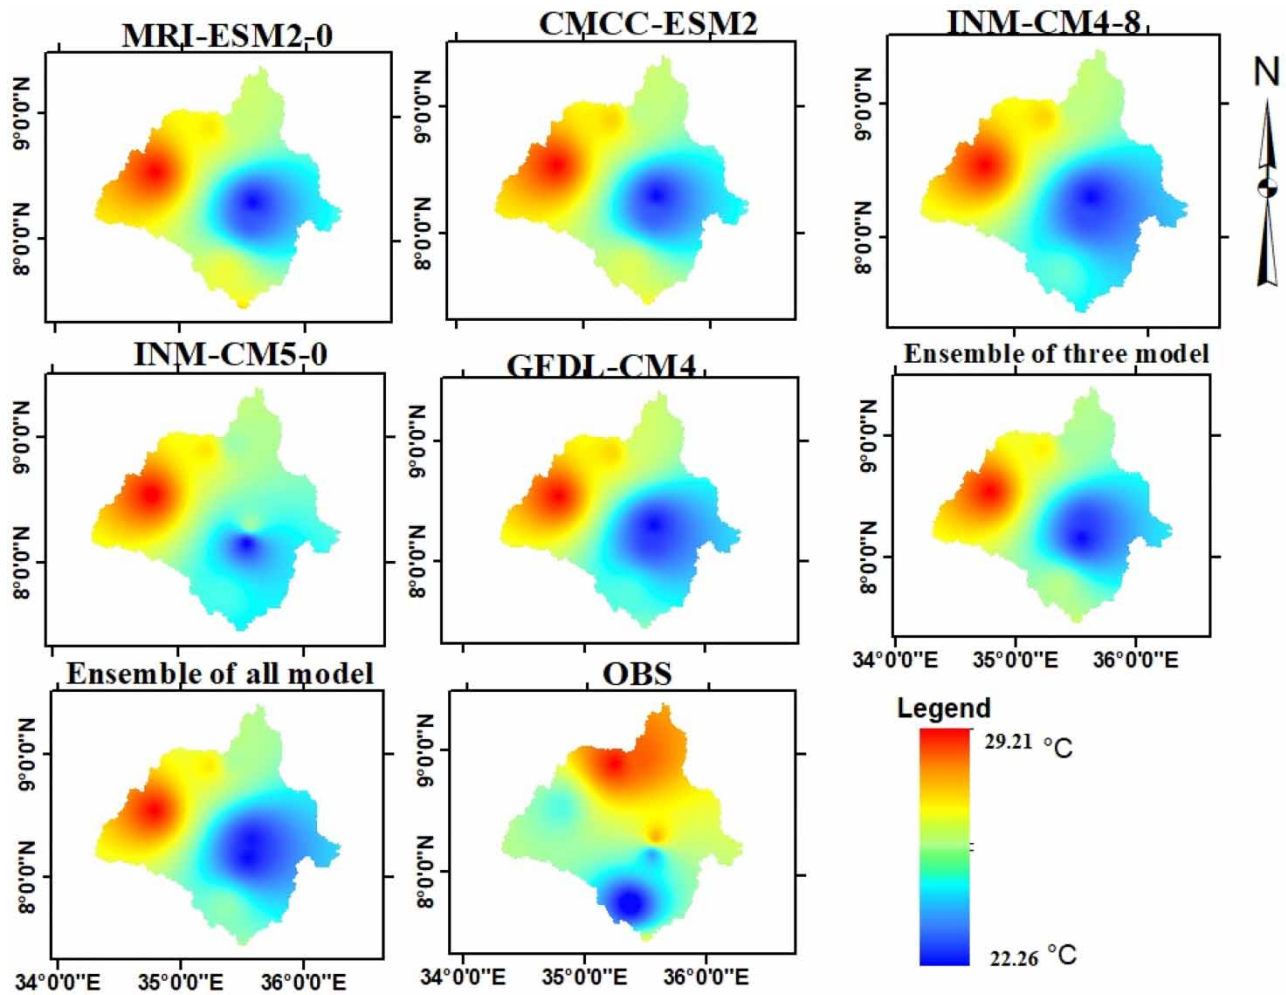 MRI-ESM2-0
CMCC-ESM2
INM-CM4-8
N
9°0'0"N
8°0'0"N
9°0'0"N
8°0'0"N
9°0'0"N
8°0'0"N
INM-CM5-0
GFDL-CM4
Ensemble of three model
9°0'0"N
8°0'0"N
9°0'0"N
8°0'0"N
9°0'0"N
8°0'0"N
34°0'0"E 35°0'0"E 36°0'0"E
Ensemble of all model
OBS
9°0'0"N
8°0'0"N
9°0'0"N
8°0'0"N
34°0'0"E 35°0'0"E 36°0'0"E
34°0'0"E 35°0'0"E 36°0'0"E
Legend
29.21 °C
22.26 °C